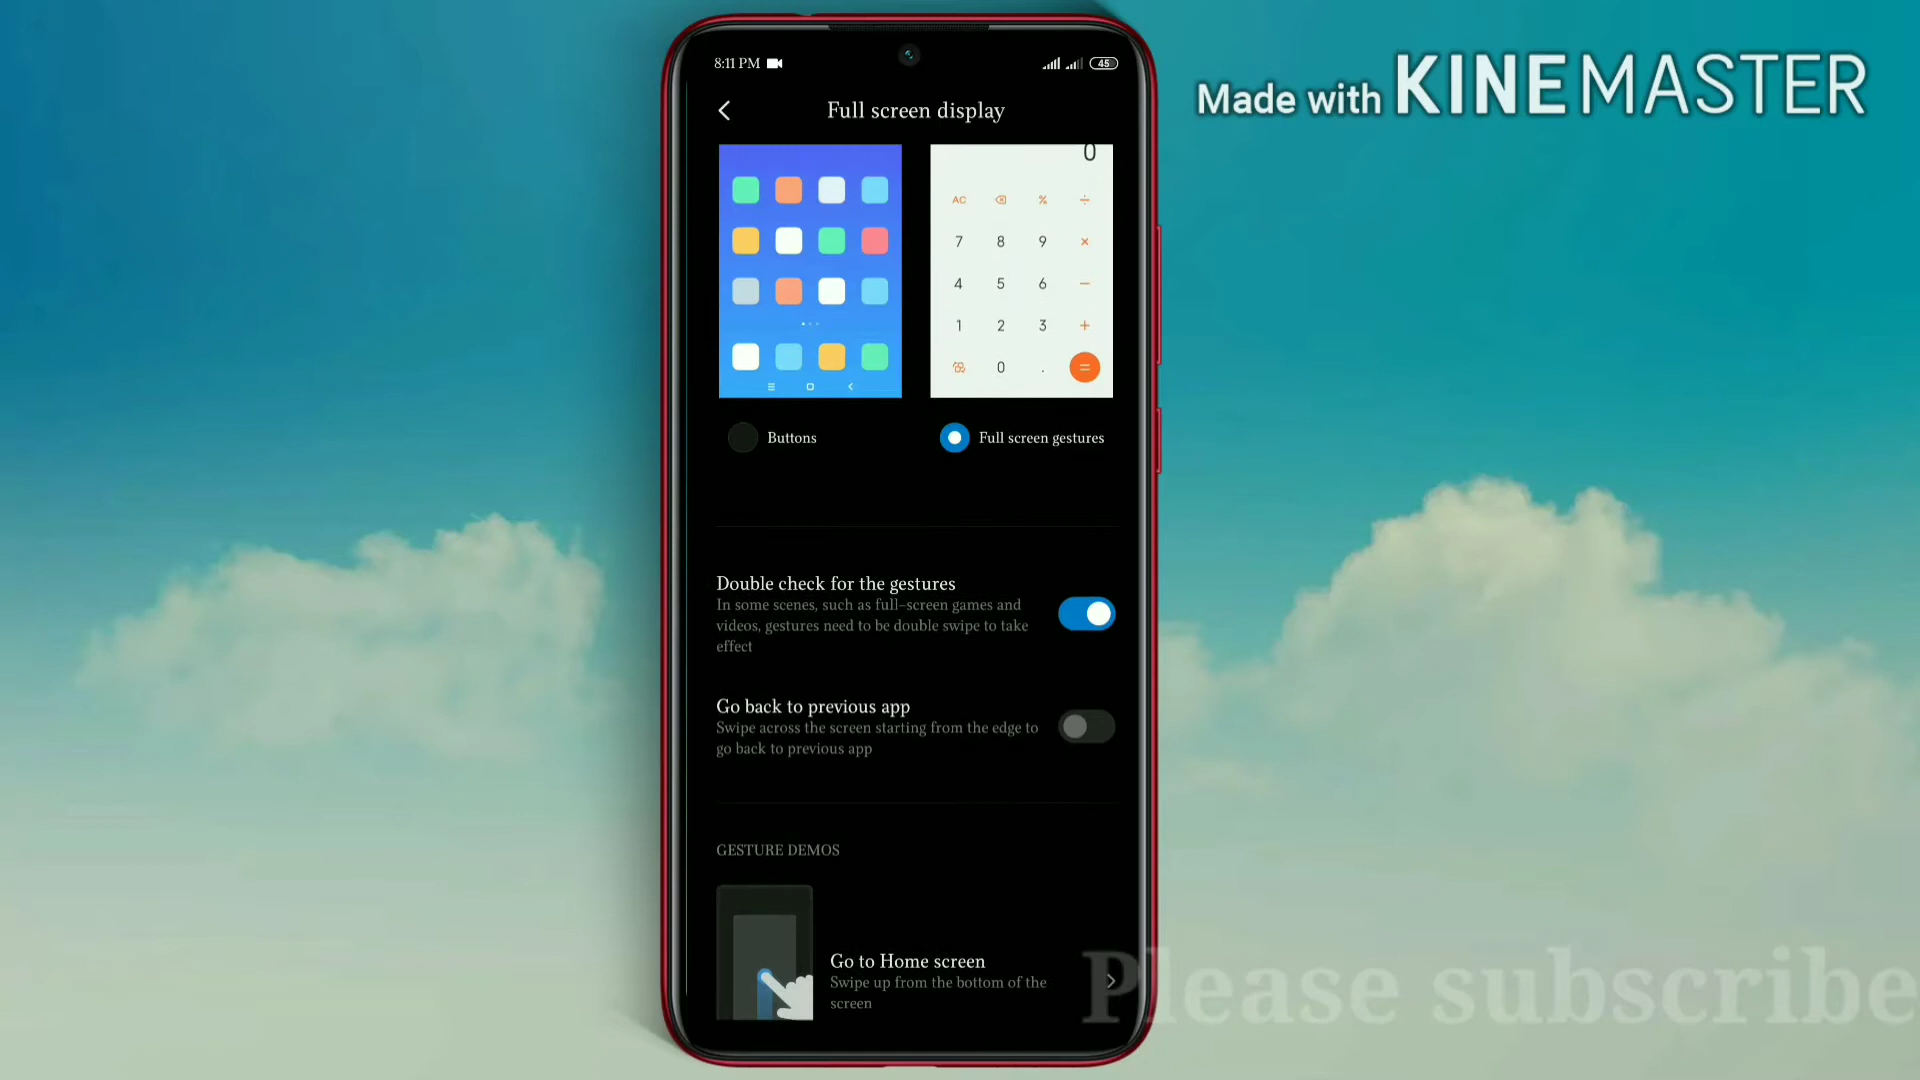 8:11 PM
45
Made with KINEMASTER
Full screen display
0
AC % ÷
7 8 9 ×
4 5 6 −
1 2 3 +
0 . =
Buttons
Full screen gestures
Double check for the gestures
In some scenes, such as full-screen games and
videos, gestures need to be double swipe to take
effect
Go back to previous app
Swipe across the screen starting from the edge to
go back to previous app
GESTURE DEMOS
Go to Home screen
Swipe up from the bottom of the
screen
Please subscribe